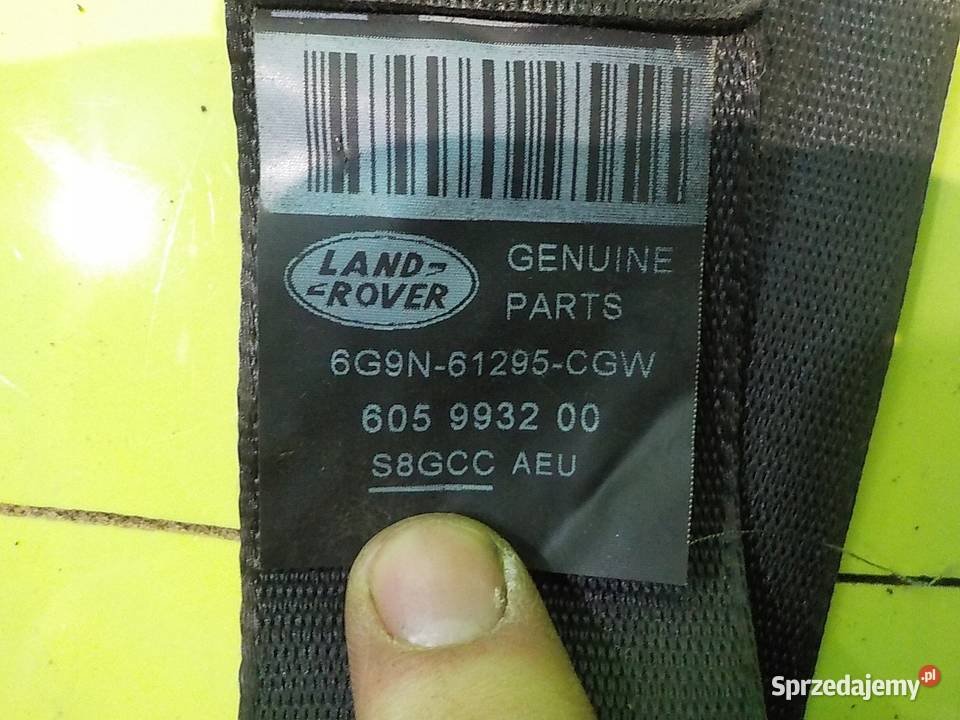 LAND-
-ROVER
GENUINE
PARTS
6G9N-61295-CGW
605 9932 00
S8GCC AEU
Sprzedajemy.pl